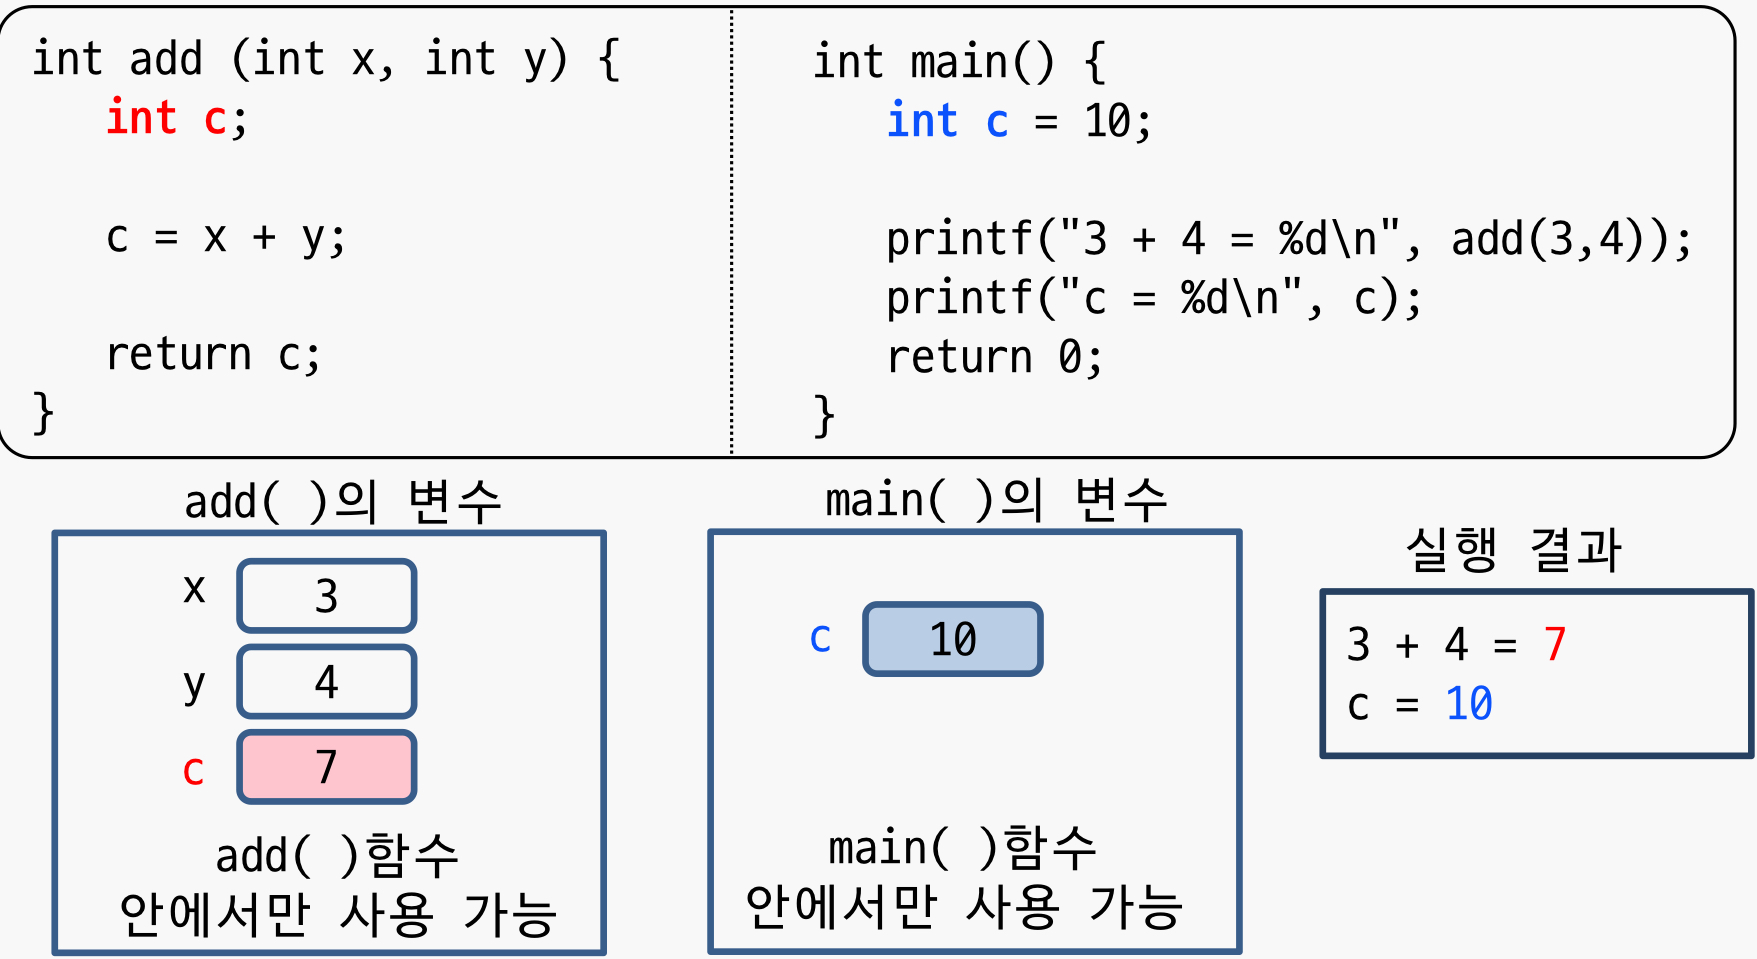 int add (int x, int y) {
int c;
c = x + y;
return c;
}
int main() {
int c = 10;
printf("3 + 4 = %d\n", add(3,4));
printf("c = %d\n", c);
return 0;
}
add( )의 변수
x 3
y 4
c 7
add( )함수
안에서만 사용 가능
main( )의 변수
c 10
main( )함수
안에서만 사용 가능
실행 결과
3 + 4 = 7
c = 10